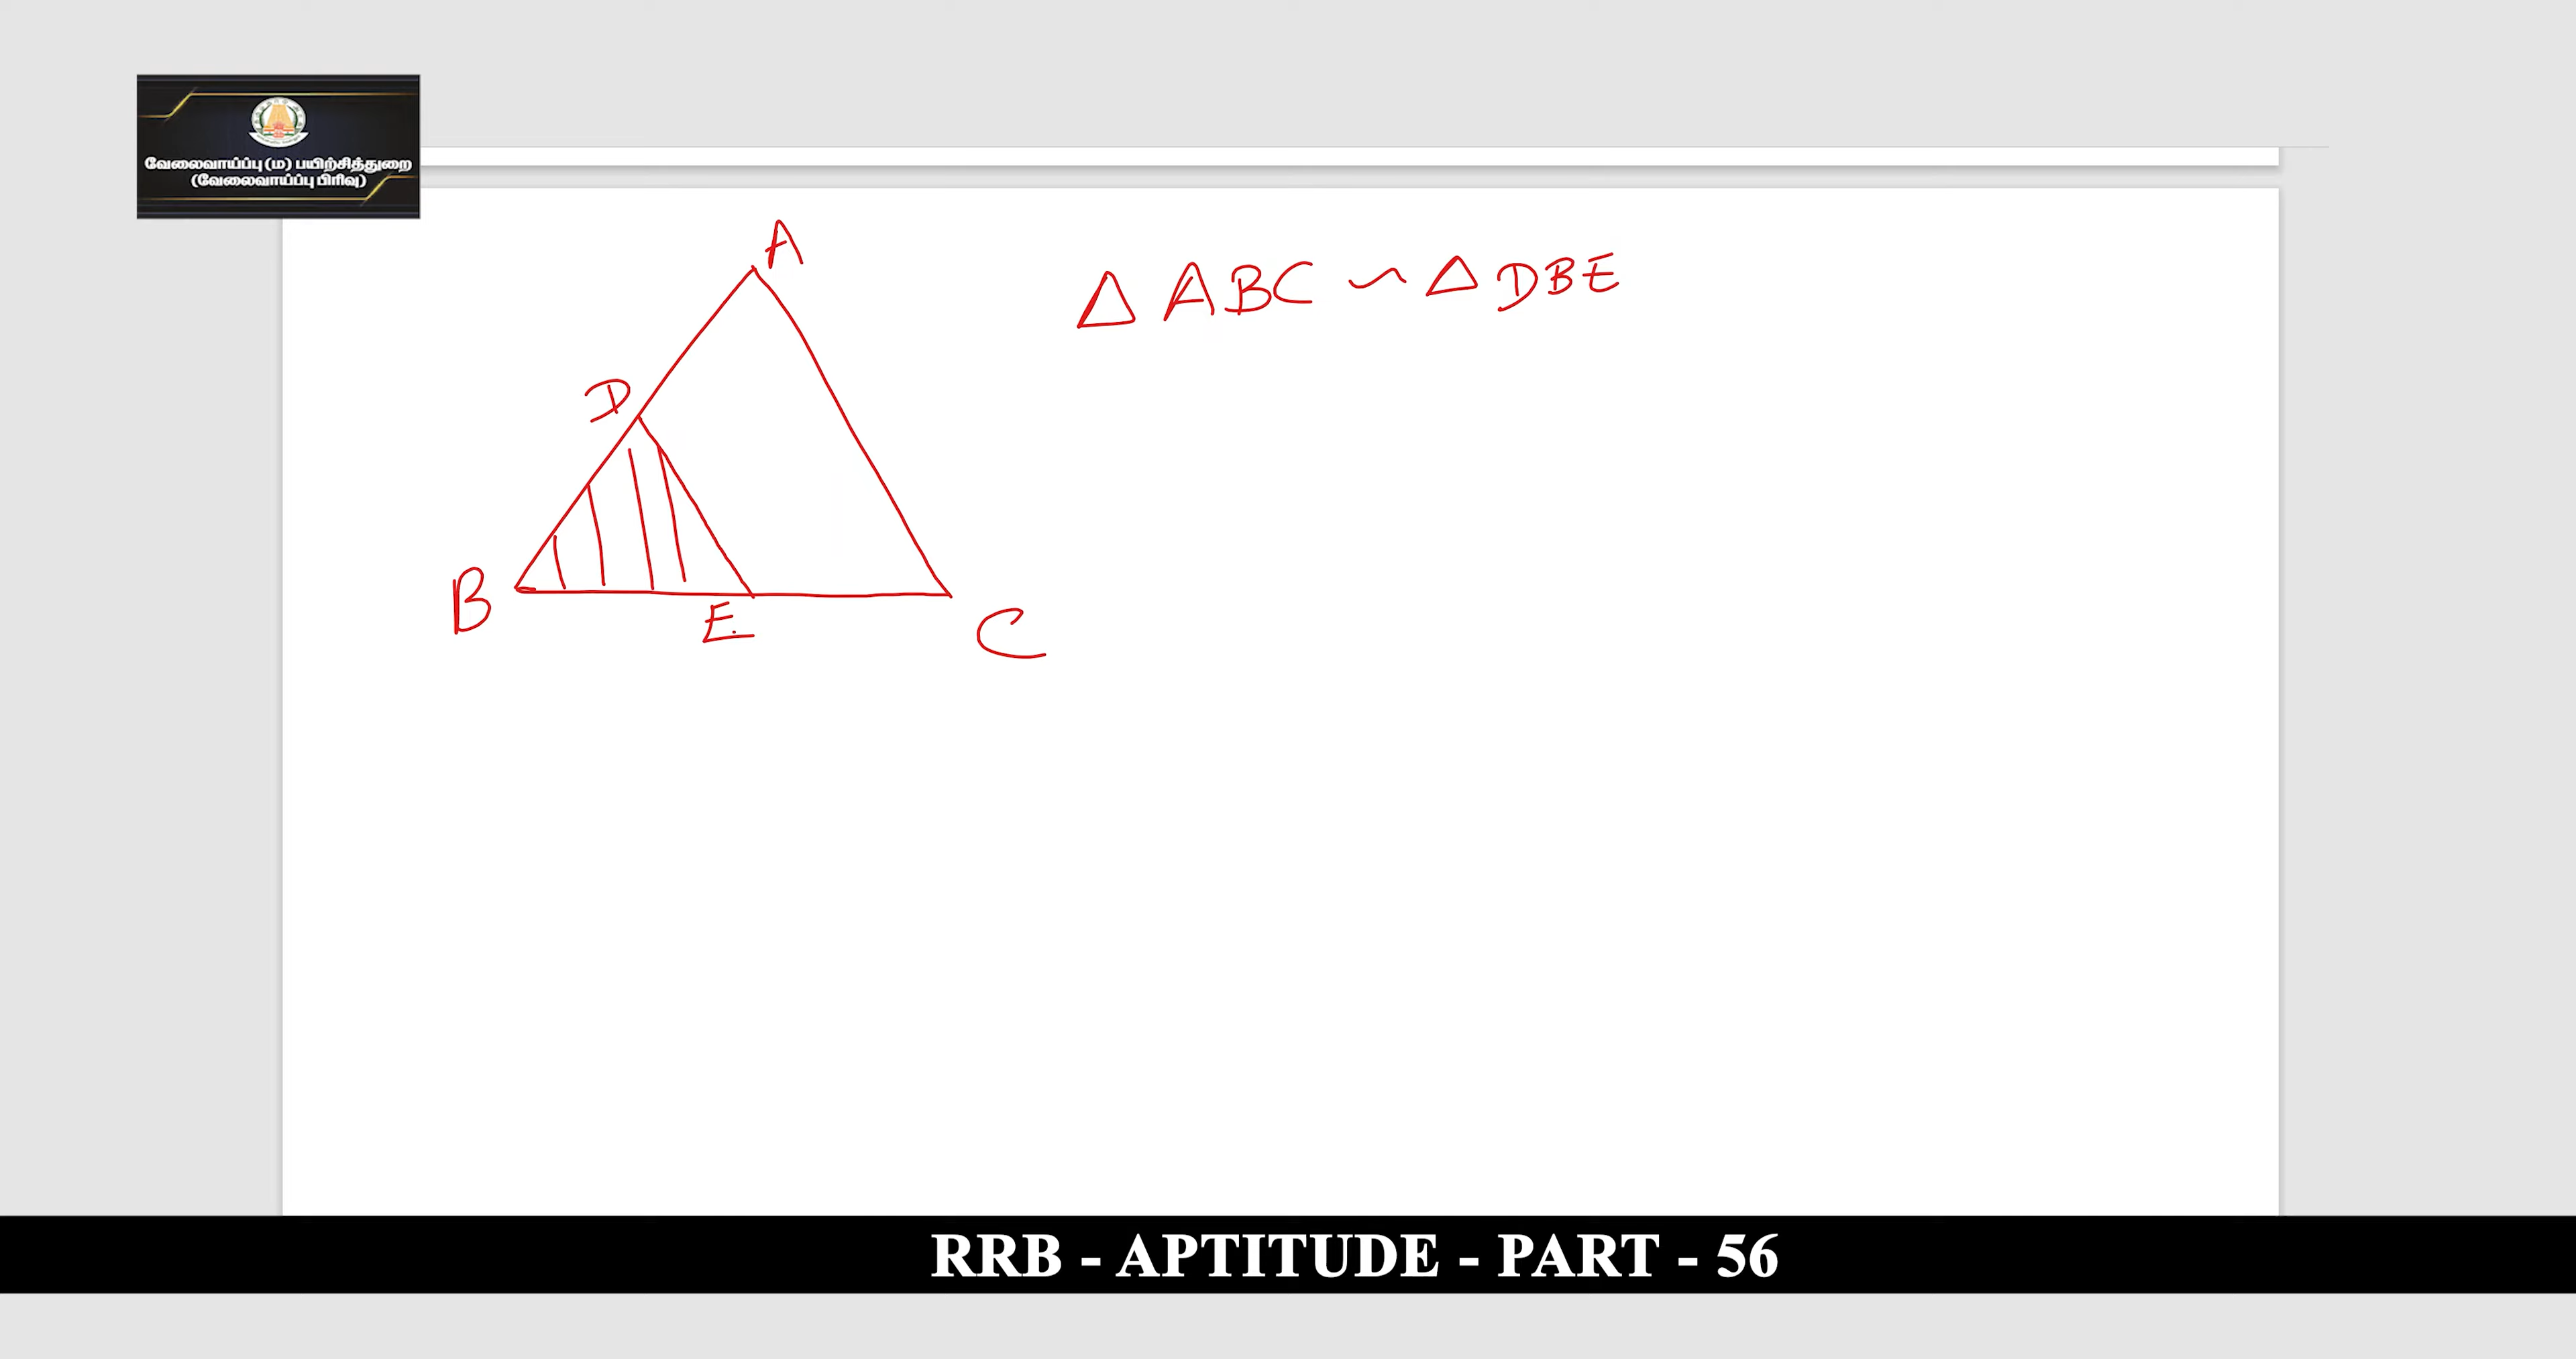 வேலைவாய்ப்பு (ம) பயிற்சித்துறை
(வேலைவாய்ப்பு பிரிவு)
A
△ ABC ∽ △ DBE
D
B
E
C
RRB - APTITUDE - PART - 56